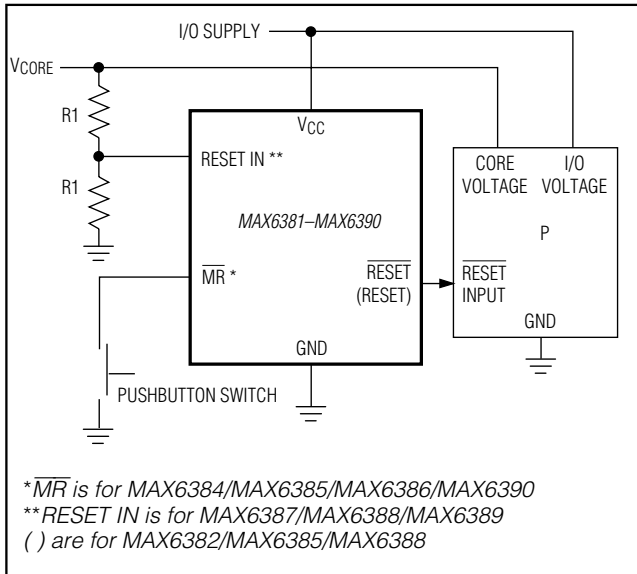 I/O SUPPLY
VCORE
R1
VCC
RESET IN **
CORE VOLTAGE
I/O VOLTAGE
R1
MAX6381–MAX6390
P
MR *
RESET
(RESET)
RESET INPUT
GND
GND
PUSHBUTTON SWITCH
*MR is for MAX6384/MAX6385/MAX6386/MAX6390
**RESET IN is for MAX6387/MAX6388/MAX6389
( ) are for MAX6382/MAX6385/MAX6388